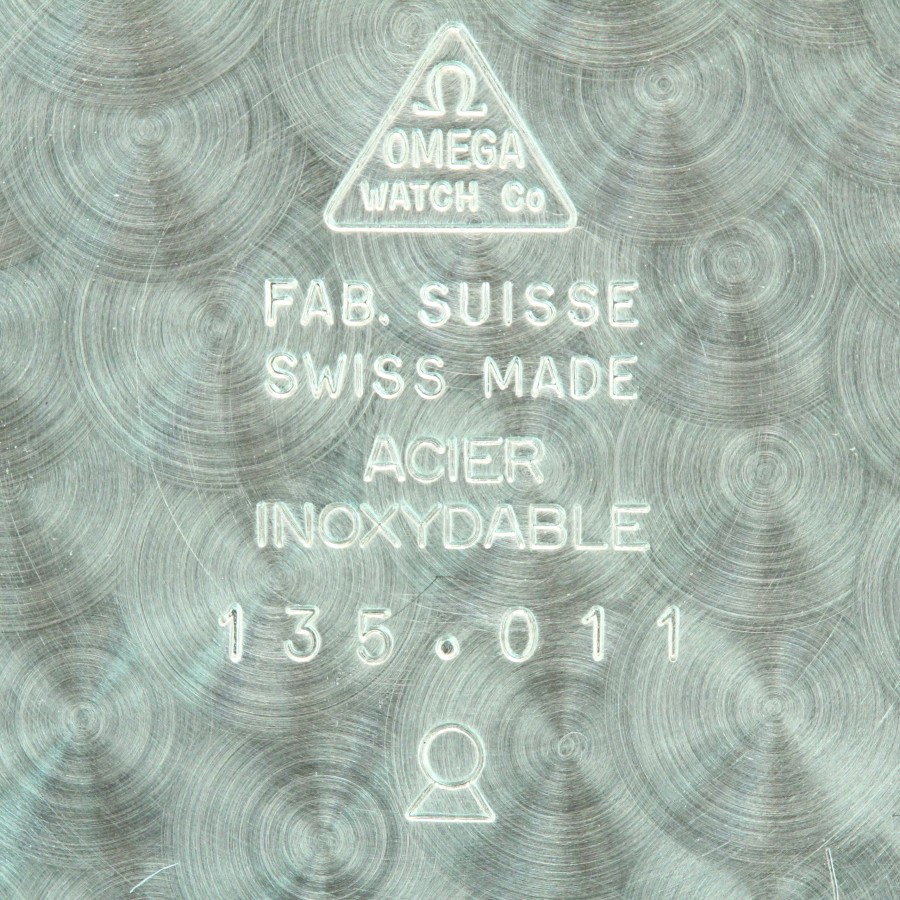 Ω
OMEGA
WATCH Co
FAB. SUISSE
SWISS MADE
ACIER
INOXYDABLE
135.011